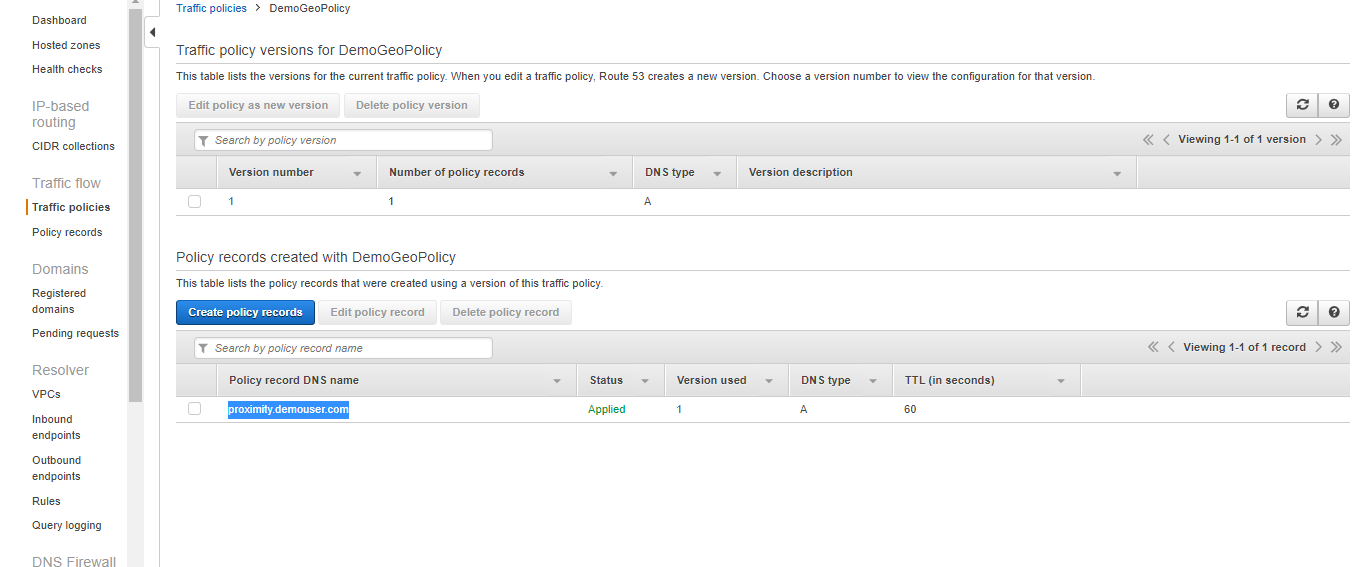 Dashboard
Hosted zones
Health checks
IP-based
routing
CIDR collections
Traffic flow
Traffic policies
Policy records
Domains
Registered
domains
Pending requests
Resolver
VPCs
Inbound
endpoints
Outbound
endpoints
Rules
Query logging
DNS Firewall
Traffic policies > DemoGeoPolicy
Traffic policy versions for DemoGeoPolicy
This table lists the versions for the current traffic policy. When you edit a traffic policy, Route 53 creates a new version. Choose a version number to view the configuration for that version.
Edit policy as new version Delete policy version
Search by policy version Viewing 1-1 of 1 version
Version number Number of policy records DNS type Version description
1 1 A
Policy records created with DemoGeoPolicy
This table lists the policy records that were created using a version of this traffic policy.
Create policy records Edit policy record Delete policy record
Search by policy record name Viewing 1-1 of 1 record
Policy record DNS name Status Version used DNS type TTL (in seconds)
proximity.demouser.com Applied 1 A 60